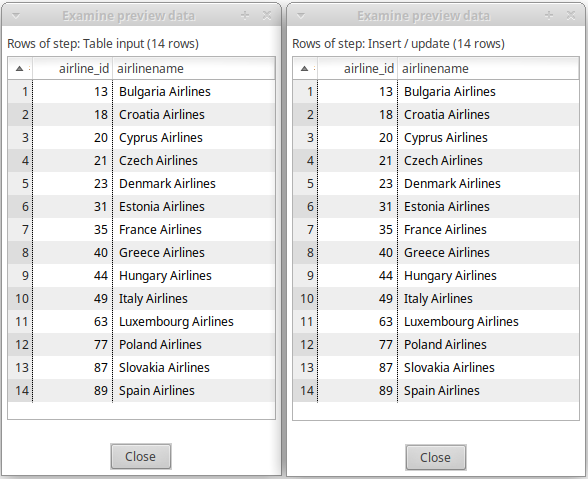 Examine preview data
Rows of step: Table input (14 rows)
airline_id airlinename
1 13 Bulgaria Airlines
2 18 Croatia Airlines
3 20 Cyprus Airlines
4 21 Czech Airlines
5 23 Denmark Airlines
6 31 Estonia Airlines
7 35 France Airlines
8 40 Greece Airlines
9 44 Hungary Airlines
10 49 Italy Airlines
11 63 Luxembourg Airlines
12 77 Poland Airlines
13 87 Slovakia Airlines
14 89 Spain Airlines
Close
Examine preview data
Rows of step: Insert / update (14 rows)
airline_id airlinename
1 13 Bulgaria Airlines
2 18 Croatia Airlines
3 20 Cyprus Airlines
4 21 Czech Airlines
5 23 Denmark Airlines
6 31 Estonia Airlines
7 35 France Airlines
8 40 Greece Airlines
9 44 Hungary Airlines
10 49 Italy Airlines
11 63 Luxembourg Airlines
12 77 Poland Airlines
13 87 Slovakia Airlines
14 89 Spain Airlines
Close